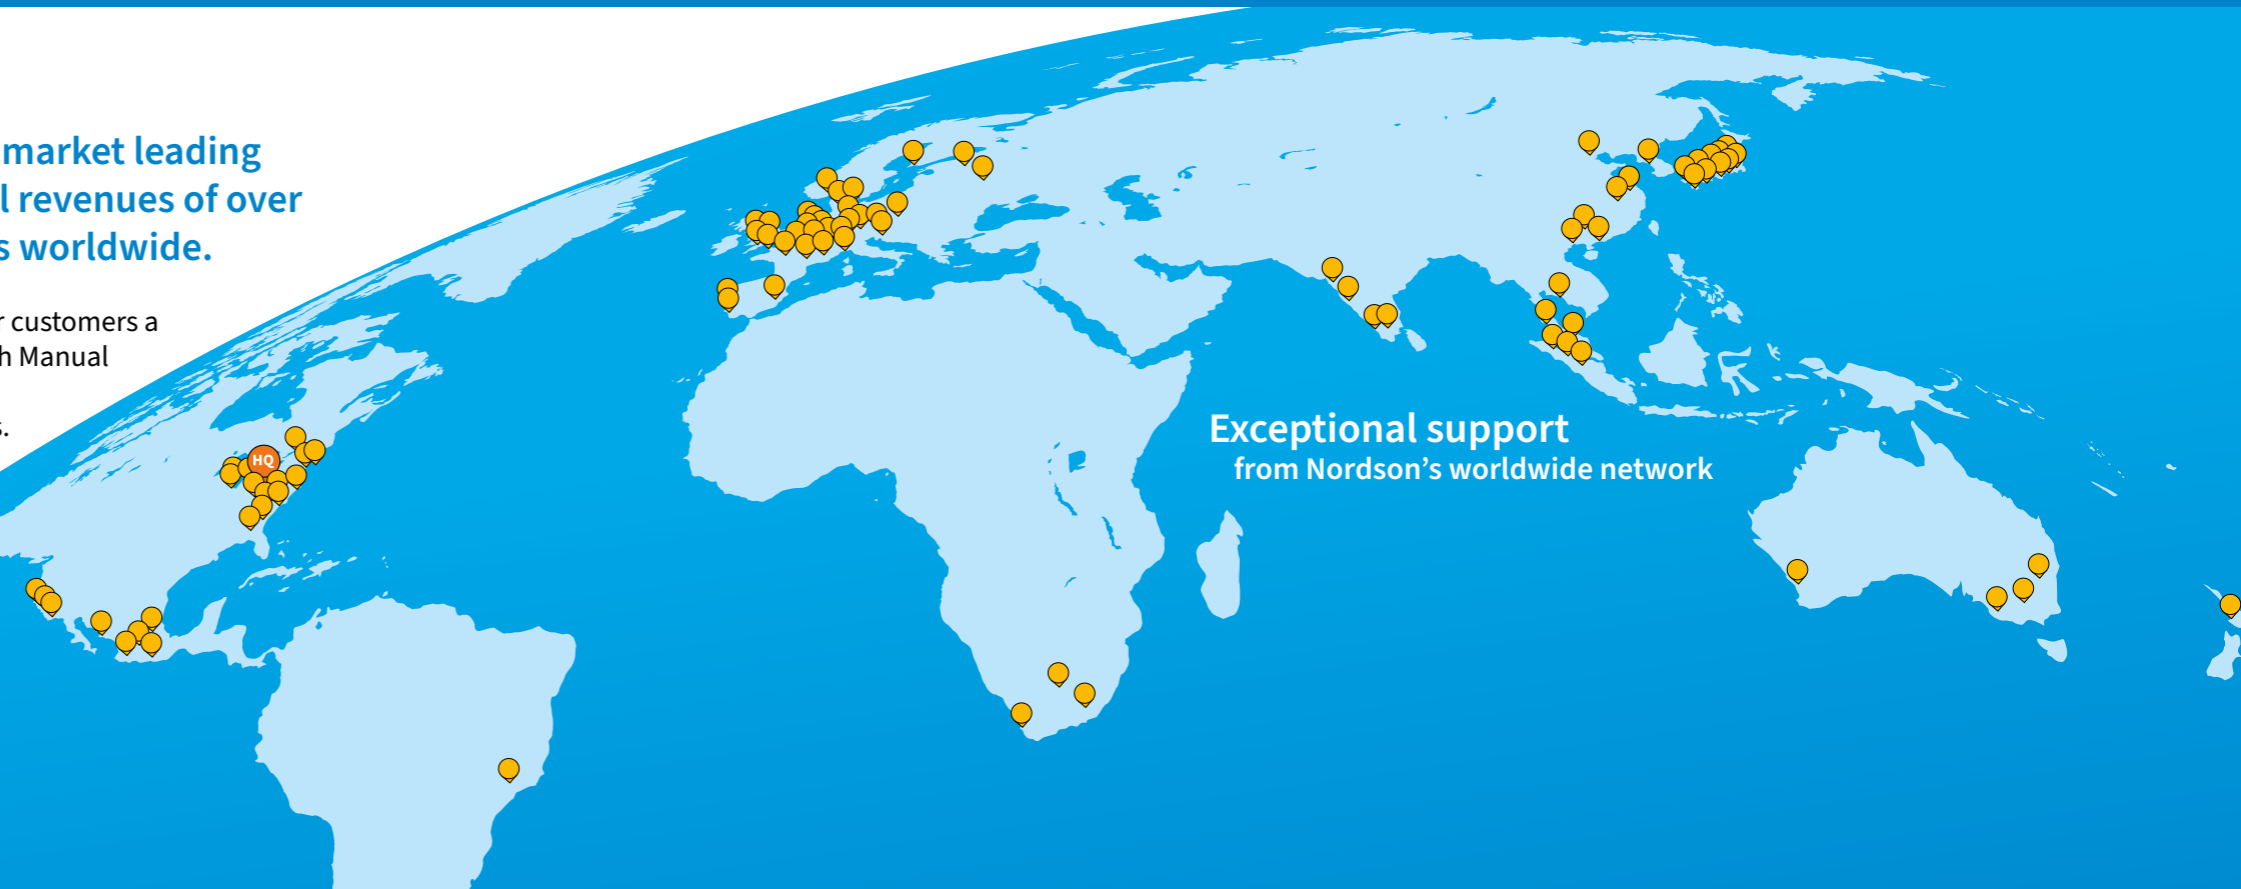 market leading
l revenues of over
s worldwide.
r customers a
h Manual
s.
HQ
Exceptional support
from Nordson’s worldwide network